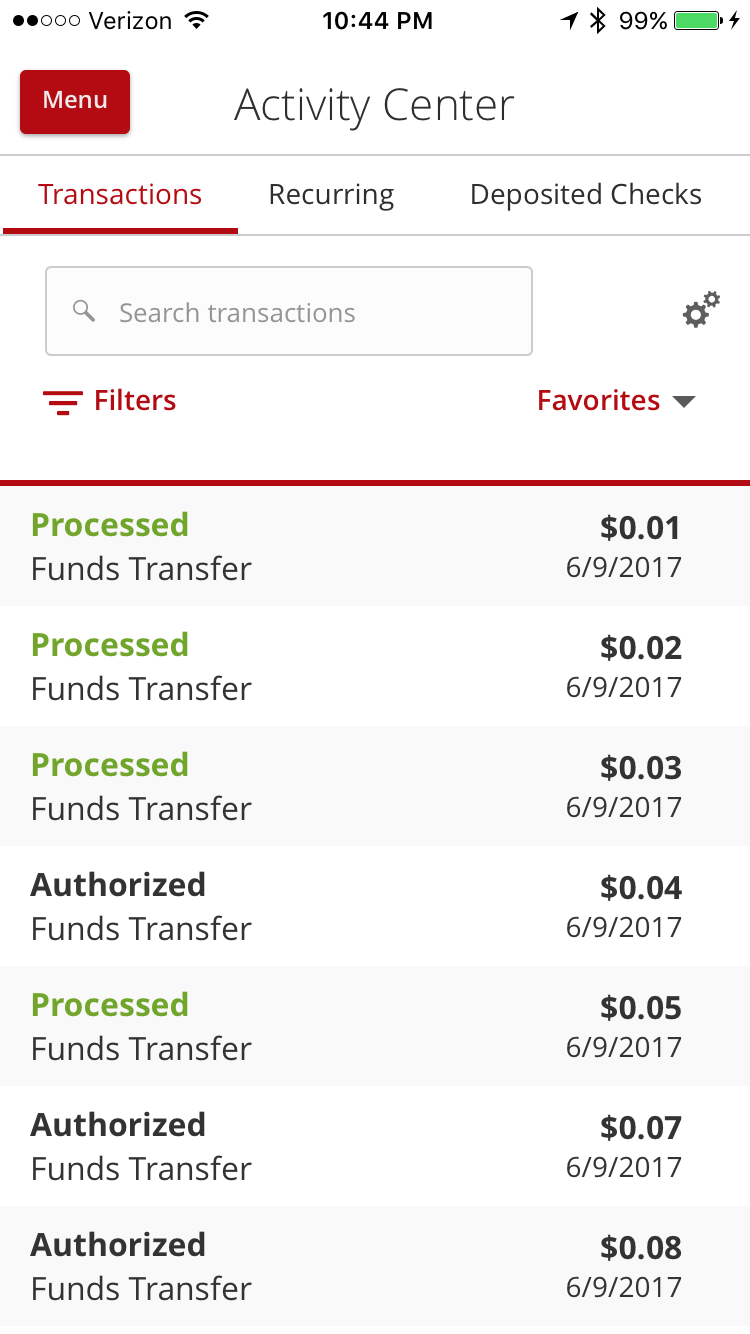 Verizon 10:44 PM 99%
Menu Activity Center
Transactions Recurring Deposited Checks
Search transactions
Filters Favorites
Processed $0.01
Funds Transfer 6/9/2017
Processed $0.02
Funds Transfer 6/9/2017
Processed $0.03
Funds Transfer 6/9/2017
Authorized $0.04
Funds Transfer 6/9/2017
Processed $0.05
Funds Transfer 6/9/2017
Authorized $0.07
Funds Transfer 6/9/2017
Authorized $0.08
Funds Transfer 6/9/2017